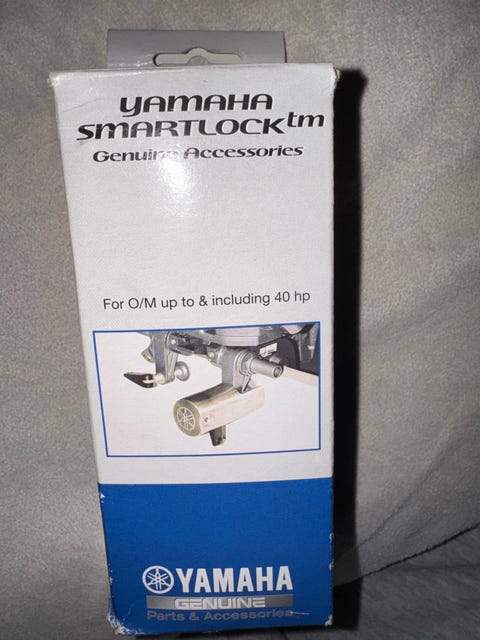 YAMAHA
SMARTLOCKtm
Genuine Accessories
For O/M up to & including 40 hp
YAMAHA
GENUINE
Parts & Accessories